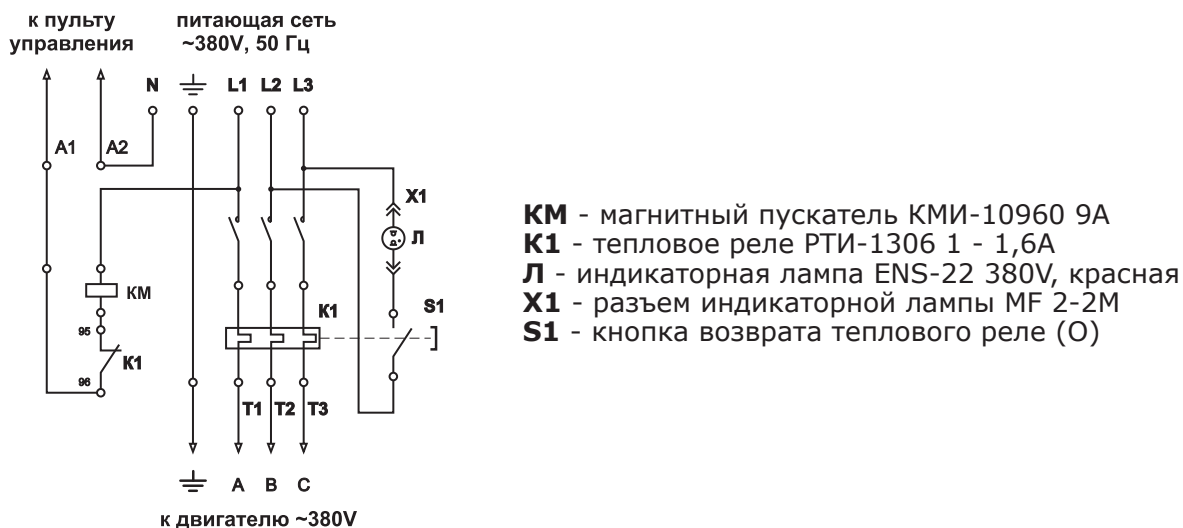 к пульту
управления
питающая сеть
~380V, 50 Гц
N L1 L2 L3
A1 A2
X1
Л
КМ
S1
К1
95
К1
96
T1 T2 T3
A B C
к двигателю ~380V
КМ - магнитный пускатель КМИ-10960 9А
К1 - тепловое реле РТИ-1306 1 - 1,6А
Л - индикаторная лампа ENS-22 380V, красная
X1 - разъем индикаторной лампы MF 2-2M
S1 - кнопка возврата теплового реле (О)